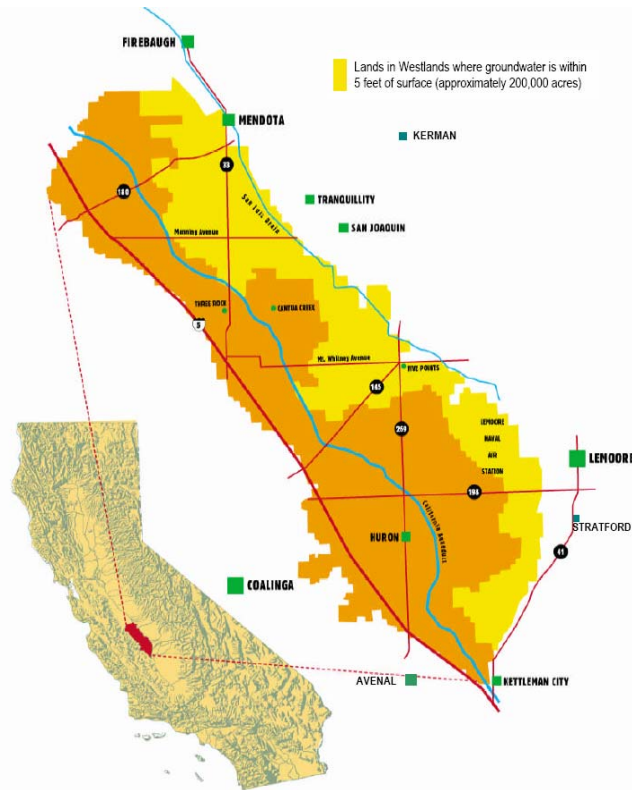 FIREBAUGH
Lands in Westlands where groundwater is within
5 feet of surface (approximately 200,000 acres)
MENDOTA
KERMAN
33
180
TRANQUILLITY
San Luis Drain
SAN JOAQUIN
Manning Avenue
THREE ROCK
CANTUA CREEK
5
Mt. Whitney Avenue
FIVE POINTS
145
269
LEMOORE
NAVAL
AIR
STATION
LEMOORE
198
STRATFORD
California Aqueduct
HURON
41
COALINGA
AVENAL
KETTLEMAN CITY